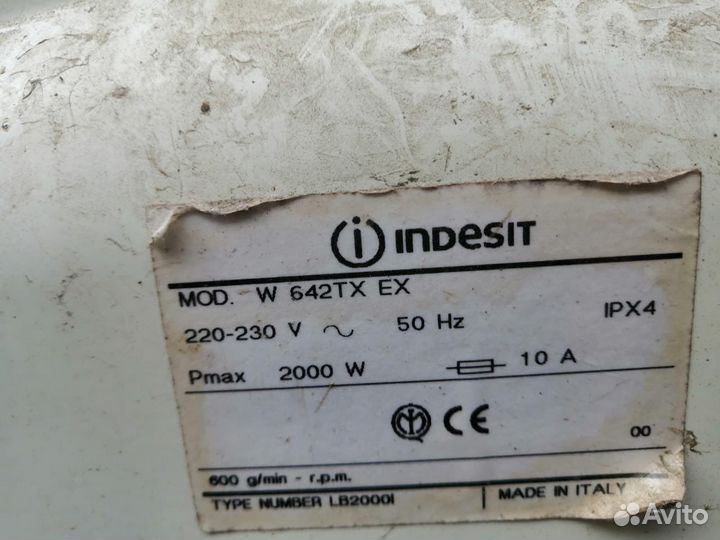 INDESIT
MOD. W 642TX EX
220-230 V ~ 50 Hz IPX4
Pmax 2000 W 10 A
CE 00
600 g/min - r.p.m.
TYPE NUMBER LB2000I MADE IN ITALY
Avito